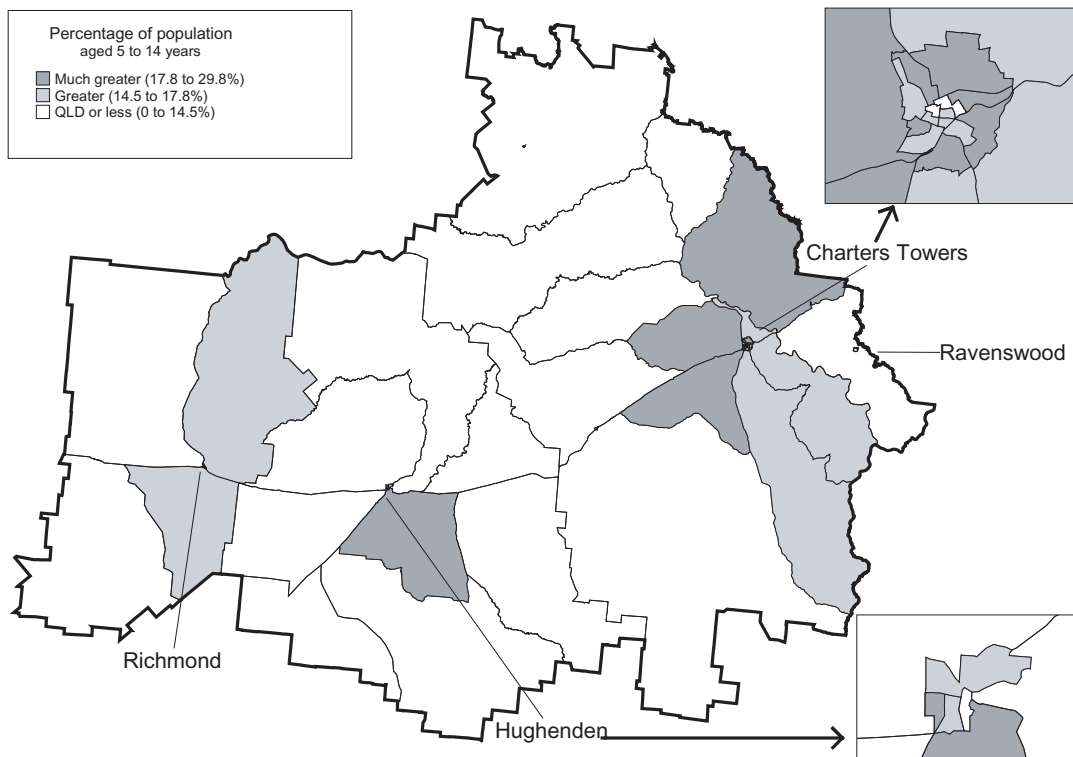 Percentage of population
aged 5 to 14 years
Much greater (17.8 to 29.8%)
Greater (14.5 to 17.8%)
QLD or less (0 to 14.5%)
Charters Towers
Ravenswood
Richmond
Hughenden